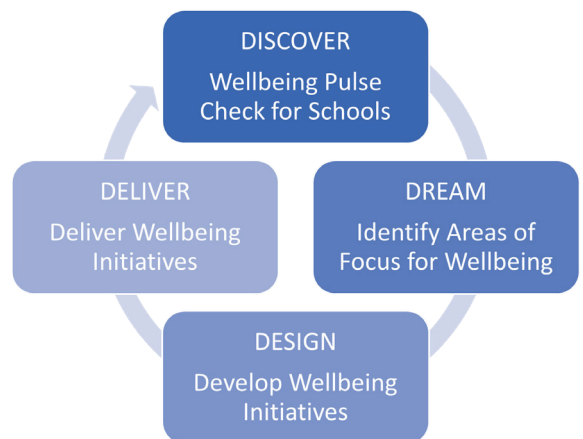 DISCOVER
Wellbeing Pulse
Check for Schools
DREAM
Identify Areas of
Focus for Wellbeing
DESIGN
Develop Wellbeing
Initiatives
DELIVER
Deliver Wellbeing
Initiatives